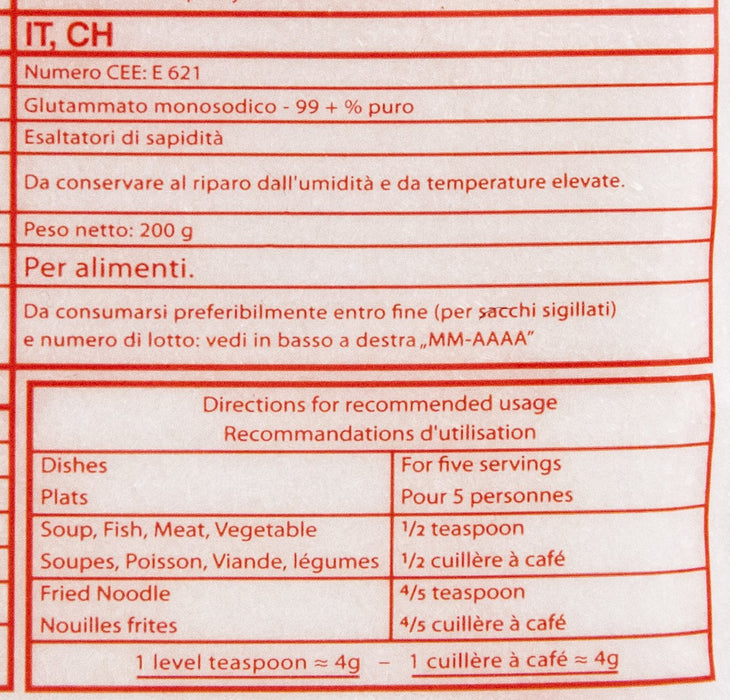 IT, CH
Numero CEE: E 621
Glutammato monosodico - 99 + % puro
Esaltatori di sapidità
Da conservare al riparo dall'umidità e da temperature elevate.
Peso netto: 200 g
Per alimenti.
Da consumarsi preferibilmente entro fine (per sacchi sigillati)
e numero di lotto: vedi in basso a destra „MM-AAAA”
Directions for recommended usage
Recommandations d'utilisation
Dishes
Plats
For five servings
Pour 5 personnes
Soup, Fish, Meat, Vegetable
Soupes, Poisson, Viande, légumes
1/2 teaspoon
1/2 cuillère à café
Fried Noodle
Nouilles frites
4/5 teaspoon
4/5 cuillère à café
1 level teaspoon ≈ 4g – 1 cuillère à café ≈ 4g